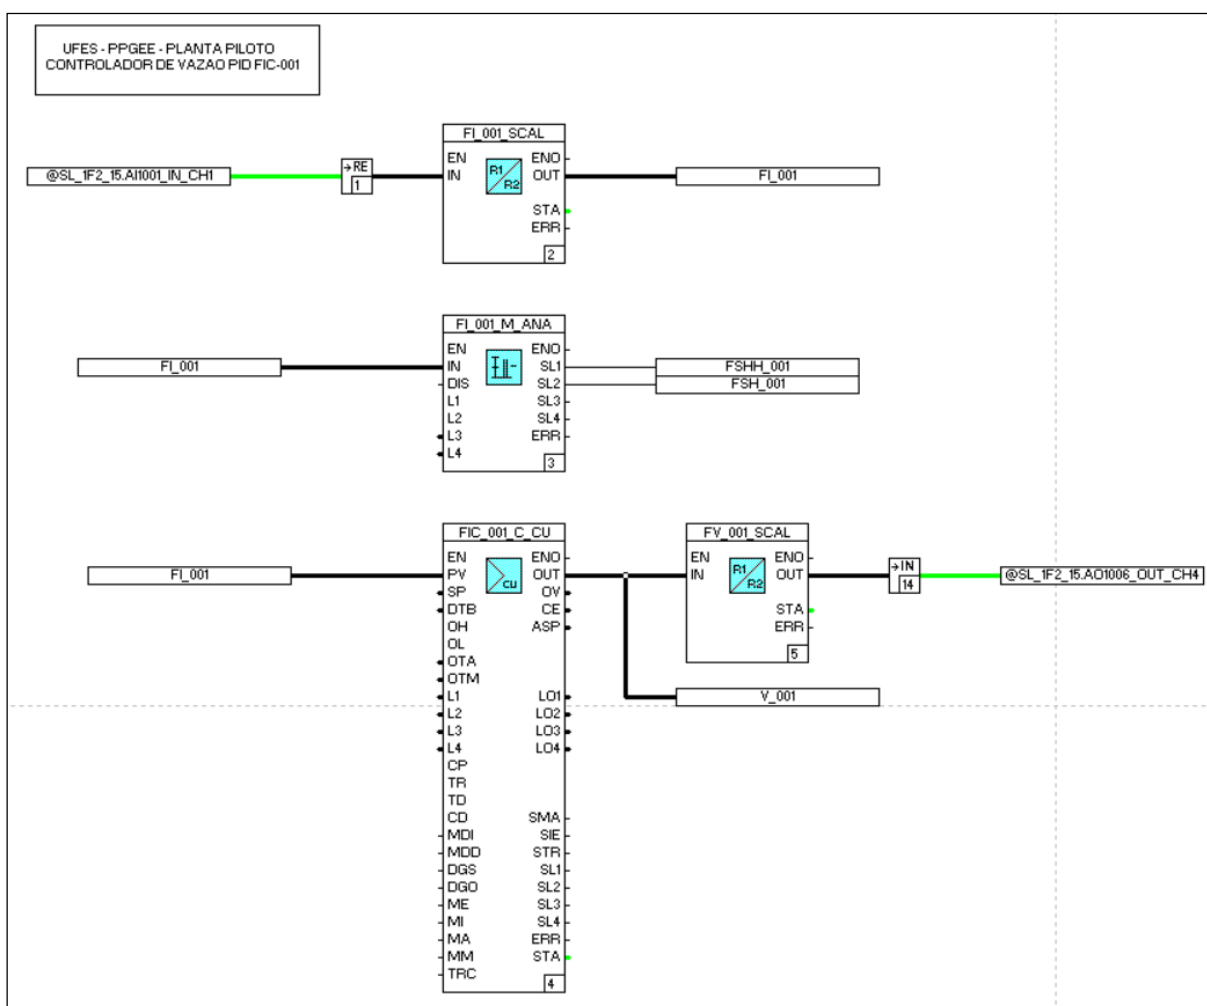 UFES - PPGEE - PLANTA PILOTO
CONTROLADOR DE VAZAO PID FIC-001
FI_001_SCAL
@SL_1F2_15.AI1001_IN_CH1
→RE
1
EN
IN
R1
R2
ENO
OUT
STA
ERR
2
FI_001
FI_001_M_ANA
FI_001
EN
IN
DIS
L1
L2
L3
L4
ENO
SL1
SL2
SL3
SL4
ERR
3
FSHH_001
FSH_001
FIC_001_C_CU
FI_001
EN
PV
SP
DTB
OH
OL
OTA
OTM
L1
L2
L3
L4
CP
TR
TD
CD
MDI
MDD
DGS
DGO
ME
MI
MA
MM
TRC
CU
ENO
OUT
OV
CE
ASP
LO1
LO2
LO3
LO4
SMA
SIE
STR
SL1
SL2
SL3
SL4
ERR
STA
4
FV_001_SCAL
EN
IN
R1
R2
ENO
OUT
STA
ERR
5
→IN
14
@SL_1F2_15.AO1006_OUT_CH4
V_001